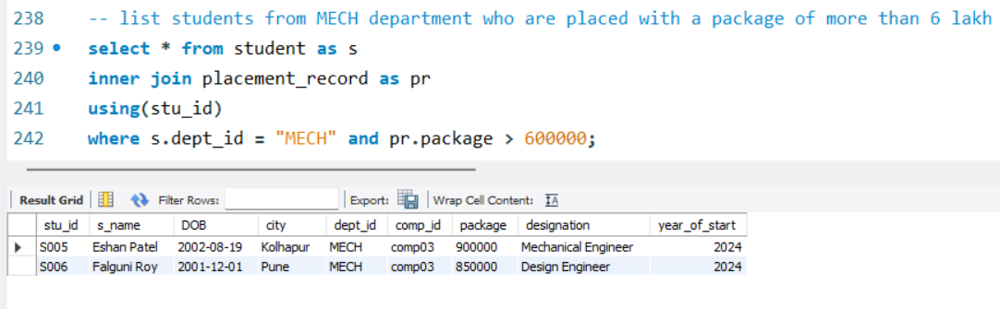 238 -- list students from MECH department who are placed with a package of more than 6 lakh
239 select * from student as s
240 inner join placement_record as pr
241 using(stu_id)
242 where s.dept_id = "MECH" and pr.package > 600000;
Result Grid Filter Rows: Export: Wrap Cell Content: IA
stu_id s_name DOB city dept_id comp_id package designation year_of_start
S005 Eshan Patel 2002-08-19 Kolhapur MECH comp03 900000 Mechanical Engineer 2024
S006 Falguni Roy 2001-12-01 Pune MECH comp03 850000 Design Engineer 2024